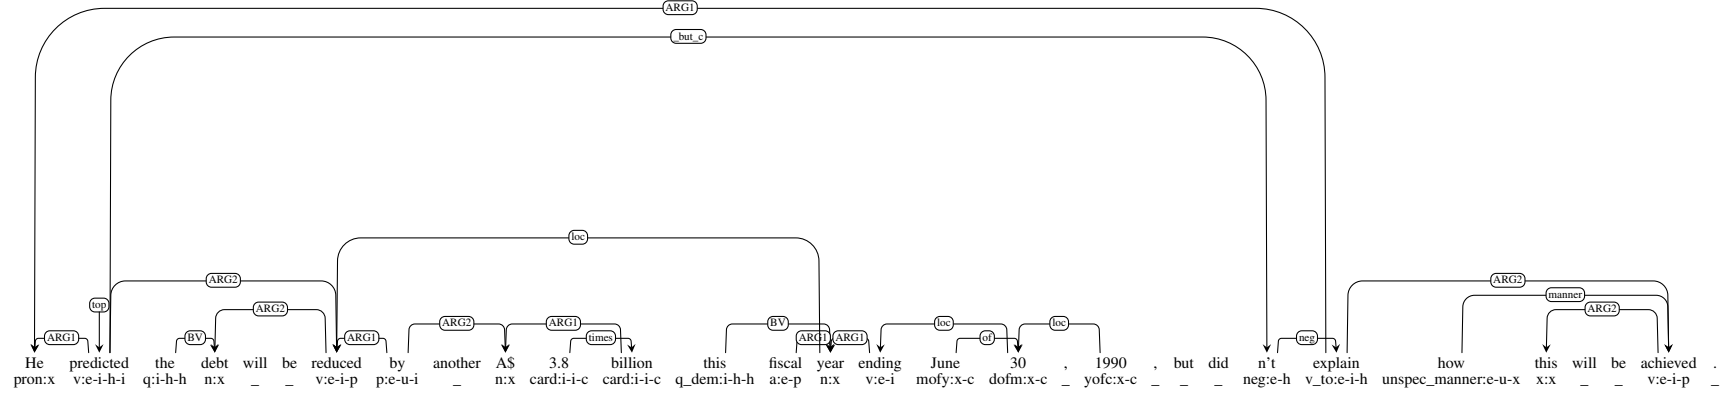 ARG1
_but_c
loc
ARG2 ARG2
top manner
ARG2 ARG2
ARG2 ARG1 BV loc loc
ARG1 BV ARG1 times ARG1 ARG1 of neg
He predicted the debt will be reduced by another A$ 3.8 billion this fiscal year ending June 30 , 1990 , but did n't explain how this will be achieved .
pron:x v:e-i-h-i q:i-h-h n:x _ _ v:e-i-p p:e-u-i _ n:x card:i-i-c card:i-i-c q_dem:i-h-h a:e-p n:x v:e-i mofy:x-c dofm:x-c _ yofc:x-c _ _ _ neg:e-h v_to:e-i-h unspec_manner:e-u-x x:x _ _ v:e-i-p _